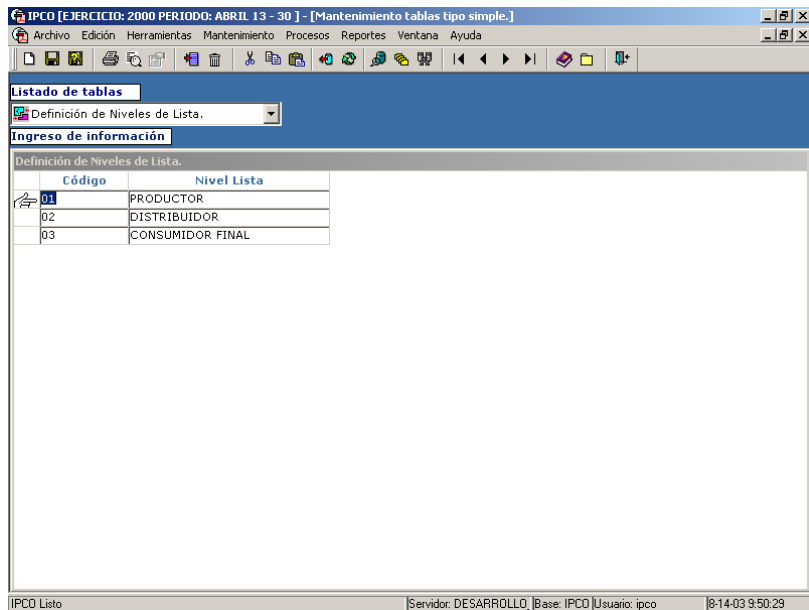 IPCO [EJERCICIO: 2000 PERIODO: ABRIL 13 - 30 ] - [Mantenimiento tablas tipo simple.]
Archivo Edición Herramientas Mantenimiento Procesos Reportes Ventana Ayuda
Listado de tablas
Definición de Niveles de Lista.
Ingreso de información
Definición de Niveles de Lista.
Código Nivel Lista
01 PRODUCTOR
02 DISTRIBUIDOR
03 CONSUMIDOR FINAL
IPCO Listo Servidor: DESARROLLO, Base: IPCO Usuario: ipco 8-14-03 9:50:29